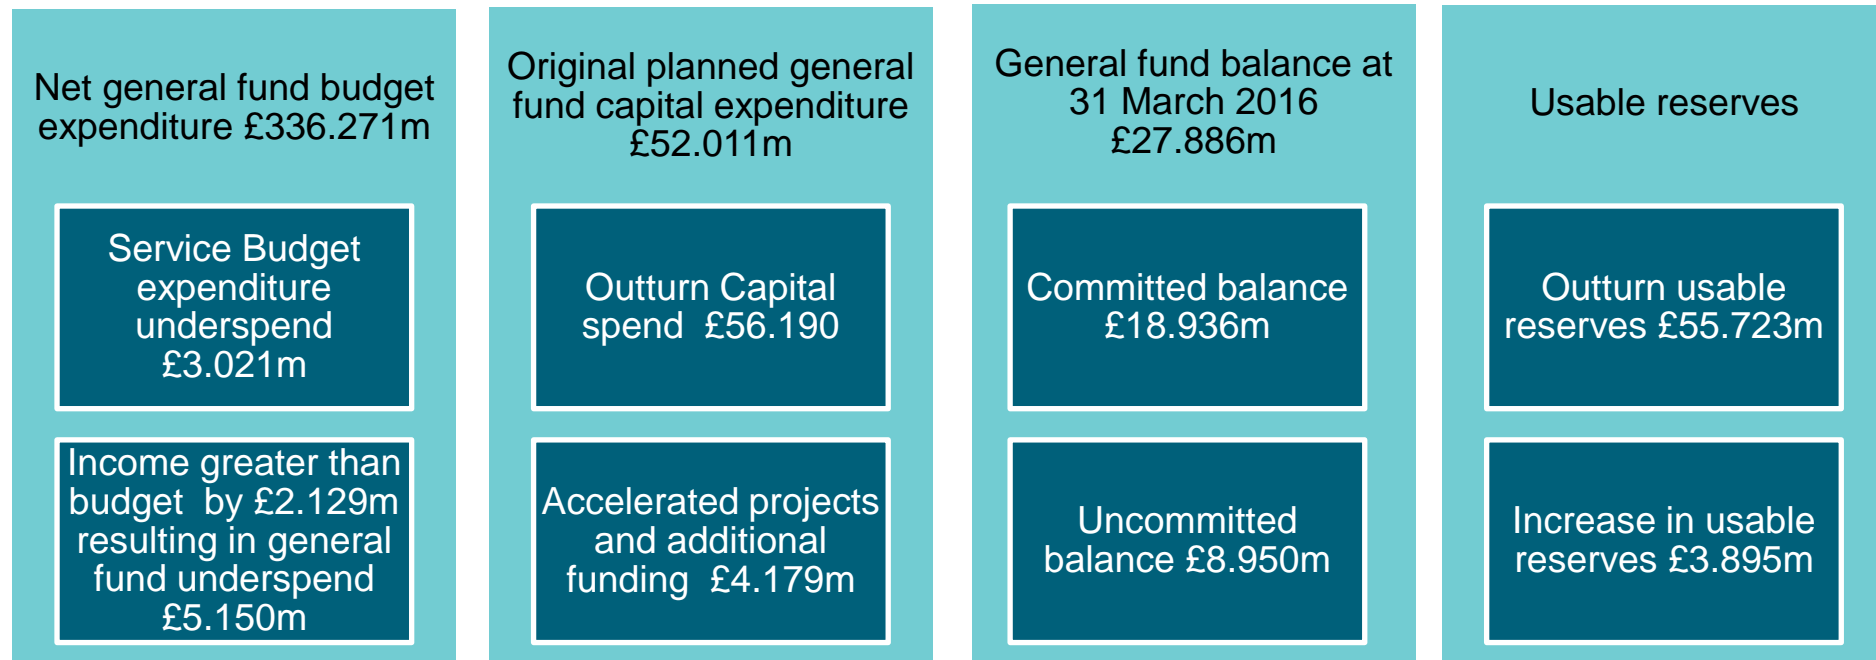 Net general fund budget
expenditure £336.271m
Service Budget
expenditure
underspend
£3.021m
Income greater than
budget  by £2.129m
resulting in general
fund underspend
£5.150m
Original planned general
fund capital expenditure
£52.011m
Outturn Capital
spend  £56.190
Accelerated projects
and additional
funding  £4.179m
General fund balance at
31 March 2016
£27.886m
Committed balance
£18.936m
Uncommitted
balance £8.950m
Usable reserves
Outturn usable
reserves £55.723m
Increase in usable
reserves £3.895m